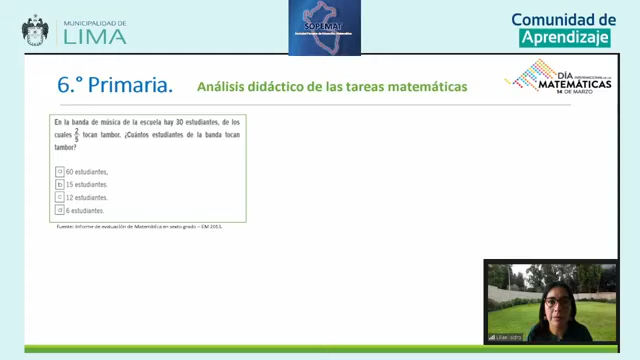 MUNICIPALIDAD DE
LIMA
SOPEMAT
Comunidad de
Aprendizaje
6.° Primaria.
Análisis didáctico de las tareas matemáticas
DÍA
MATEMÁTICAS
14 DE MARZO
En la banda de música de la escuela hay 30 estudiantes, de los
cuales 2/5 tocan tambor. ¿Cuántos estudiantes de la banda tocan
tambor?
a 60 estudiantes,
b 15 estudiantes.
c 12 estudiantes.
d 6 estudiantes.
Fuente: Informe de evaluación de Matemática en sexto grado – EM 2013.